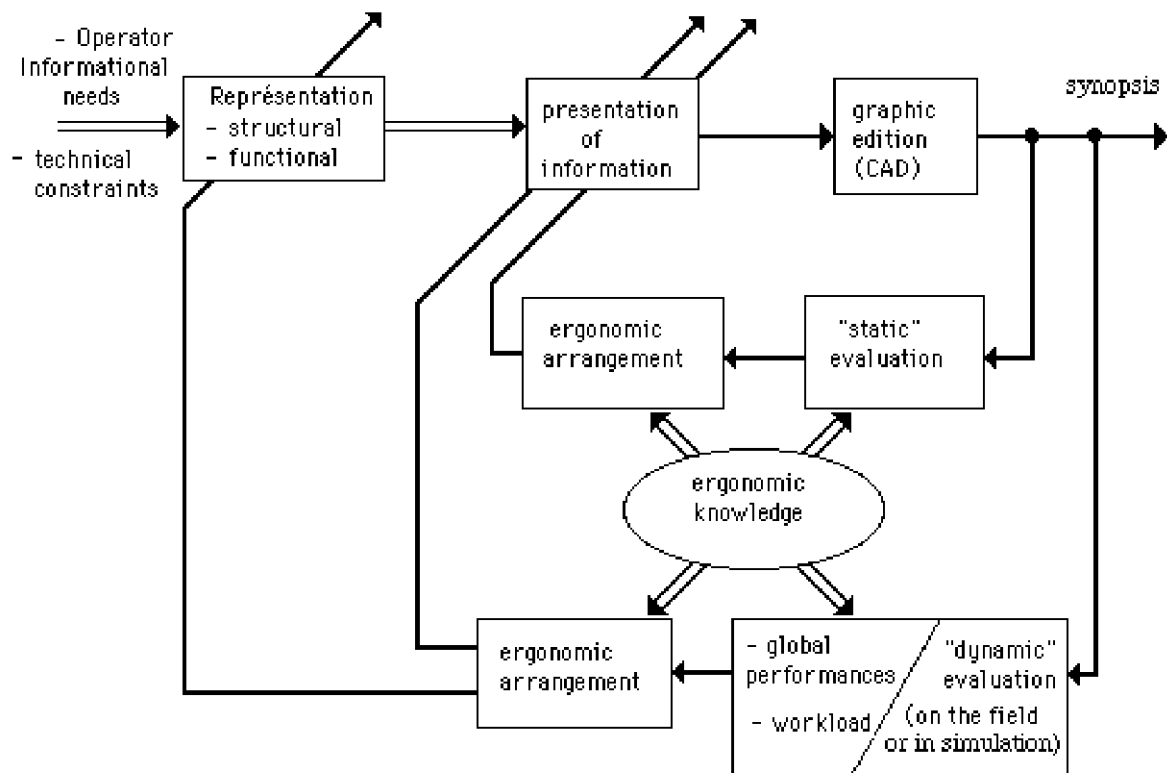 - Operator
Informational
needs
- technical
constraints
Représentation
- structural
- functional
presentation
of
information
graphic
edition
(CAD)
synopsis
ergonomic
arrangement
"static"
evaluation
ergonomic
knowledge
ergonomic
arrangement
- global
performances
- workload
"dynamic"
evaluation
(on the field
or in simulation)